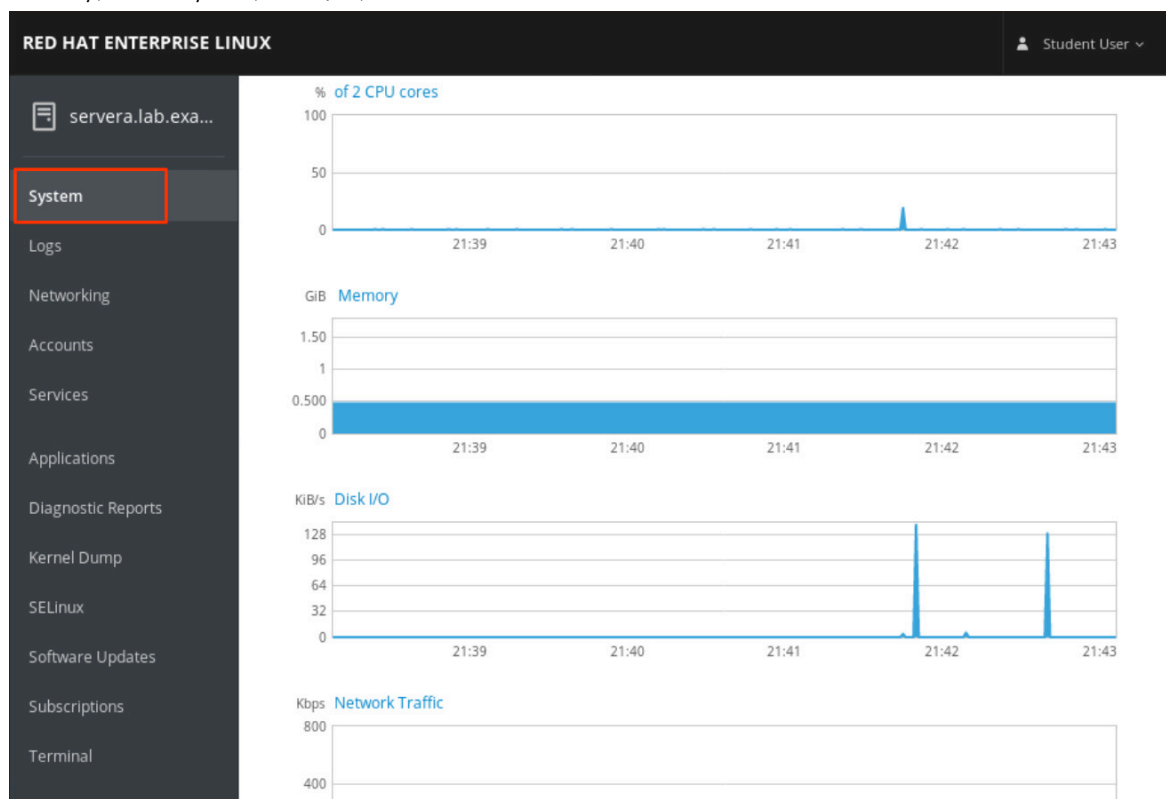 RED HAT ENTERPRISE LINUX
Student User
servera.lab.exa...
System
Logs
Networking
Accounts
Services
Applications
Diagnostic Reports
Kernel Dump
SELinux
Software Updates
Subscriptions
Terminal
% of 2 CPU cores
100
50
0
21:39 21:40 21:41 21:42 21:43
GiB Memory
1.50
1
0.500
0
21:39 21:40 21:41 21:42 21:43
KiB/s Disk I/O
128
96
64
32
0
21:39 21:40 21:41 21:42 21:43
Kbps Network Traffic
800
400